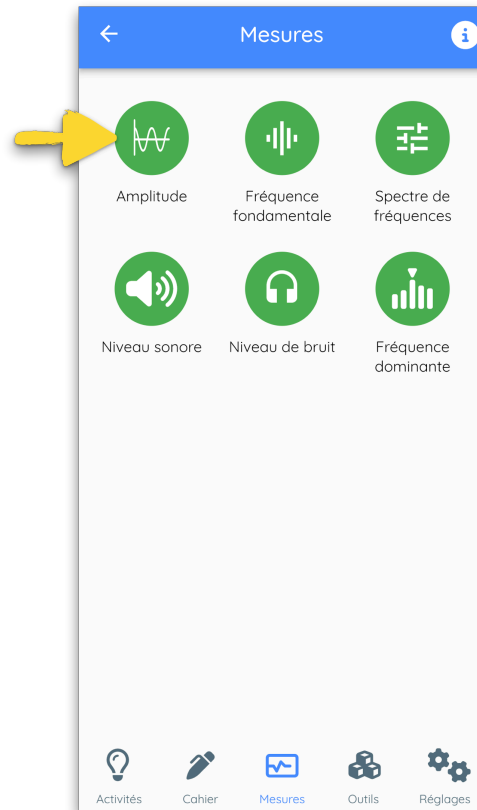 Mesures
Amplitude
Fréquence
fondamentale
Spectre de
fréquences
Niveau sonore
Niveau de bruit
Fréquence
dominante
Activités
Cahier
Mesures
Outils
Réglages